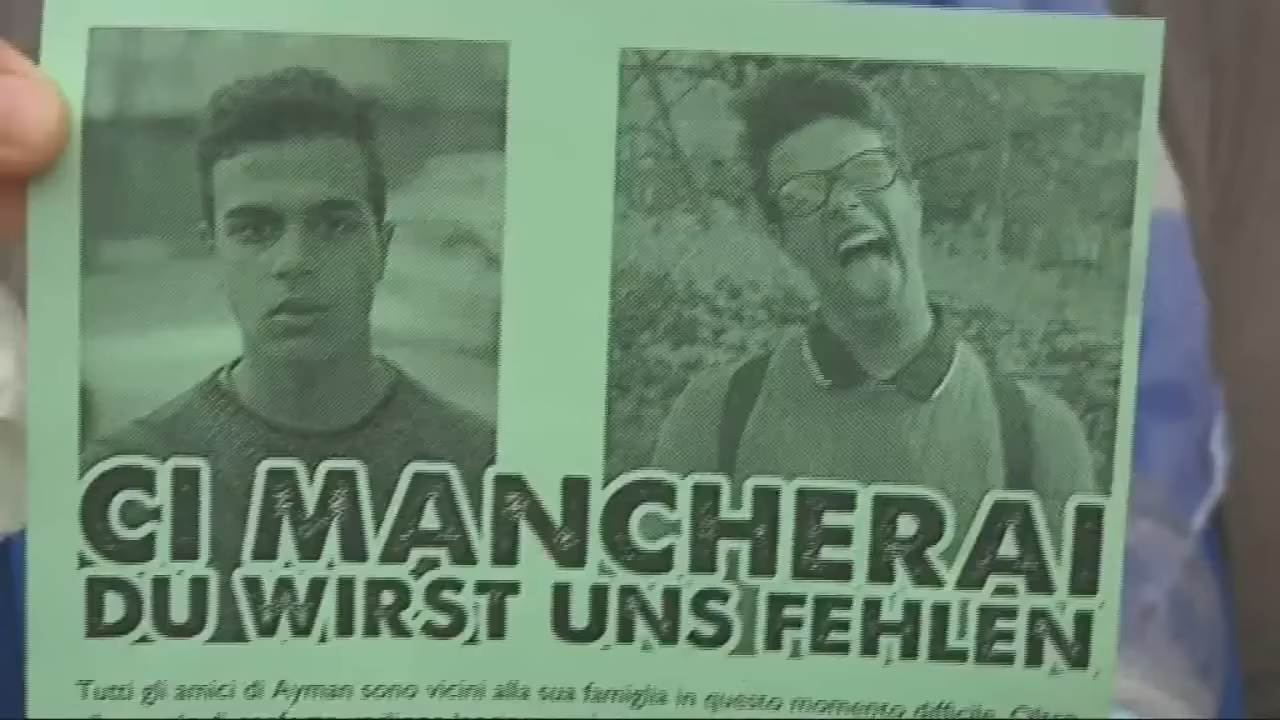 CI MANCHERAI
DU WIRST UNS FEHLEN
Tutti gli amici di Ayman sono vicini alla sua famiglia in questo momento difficile.